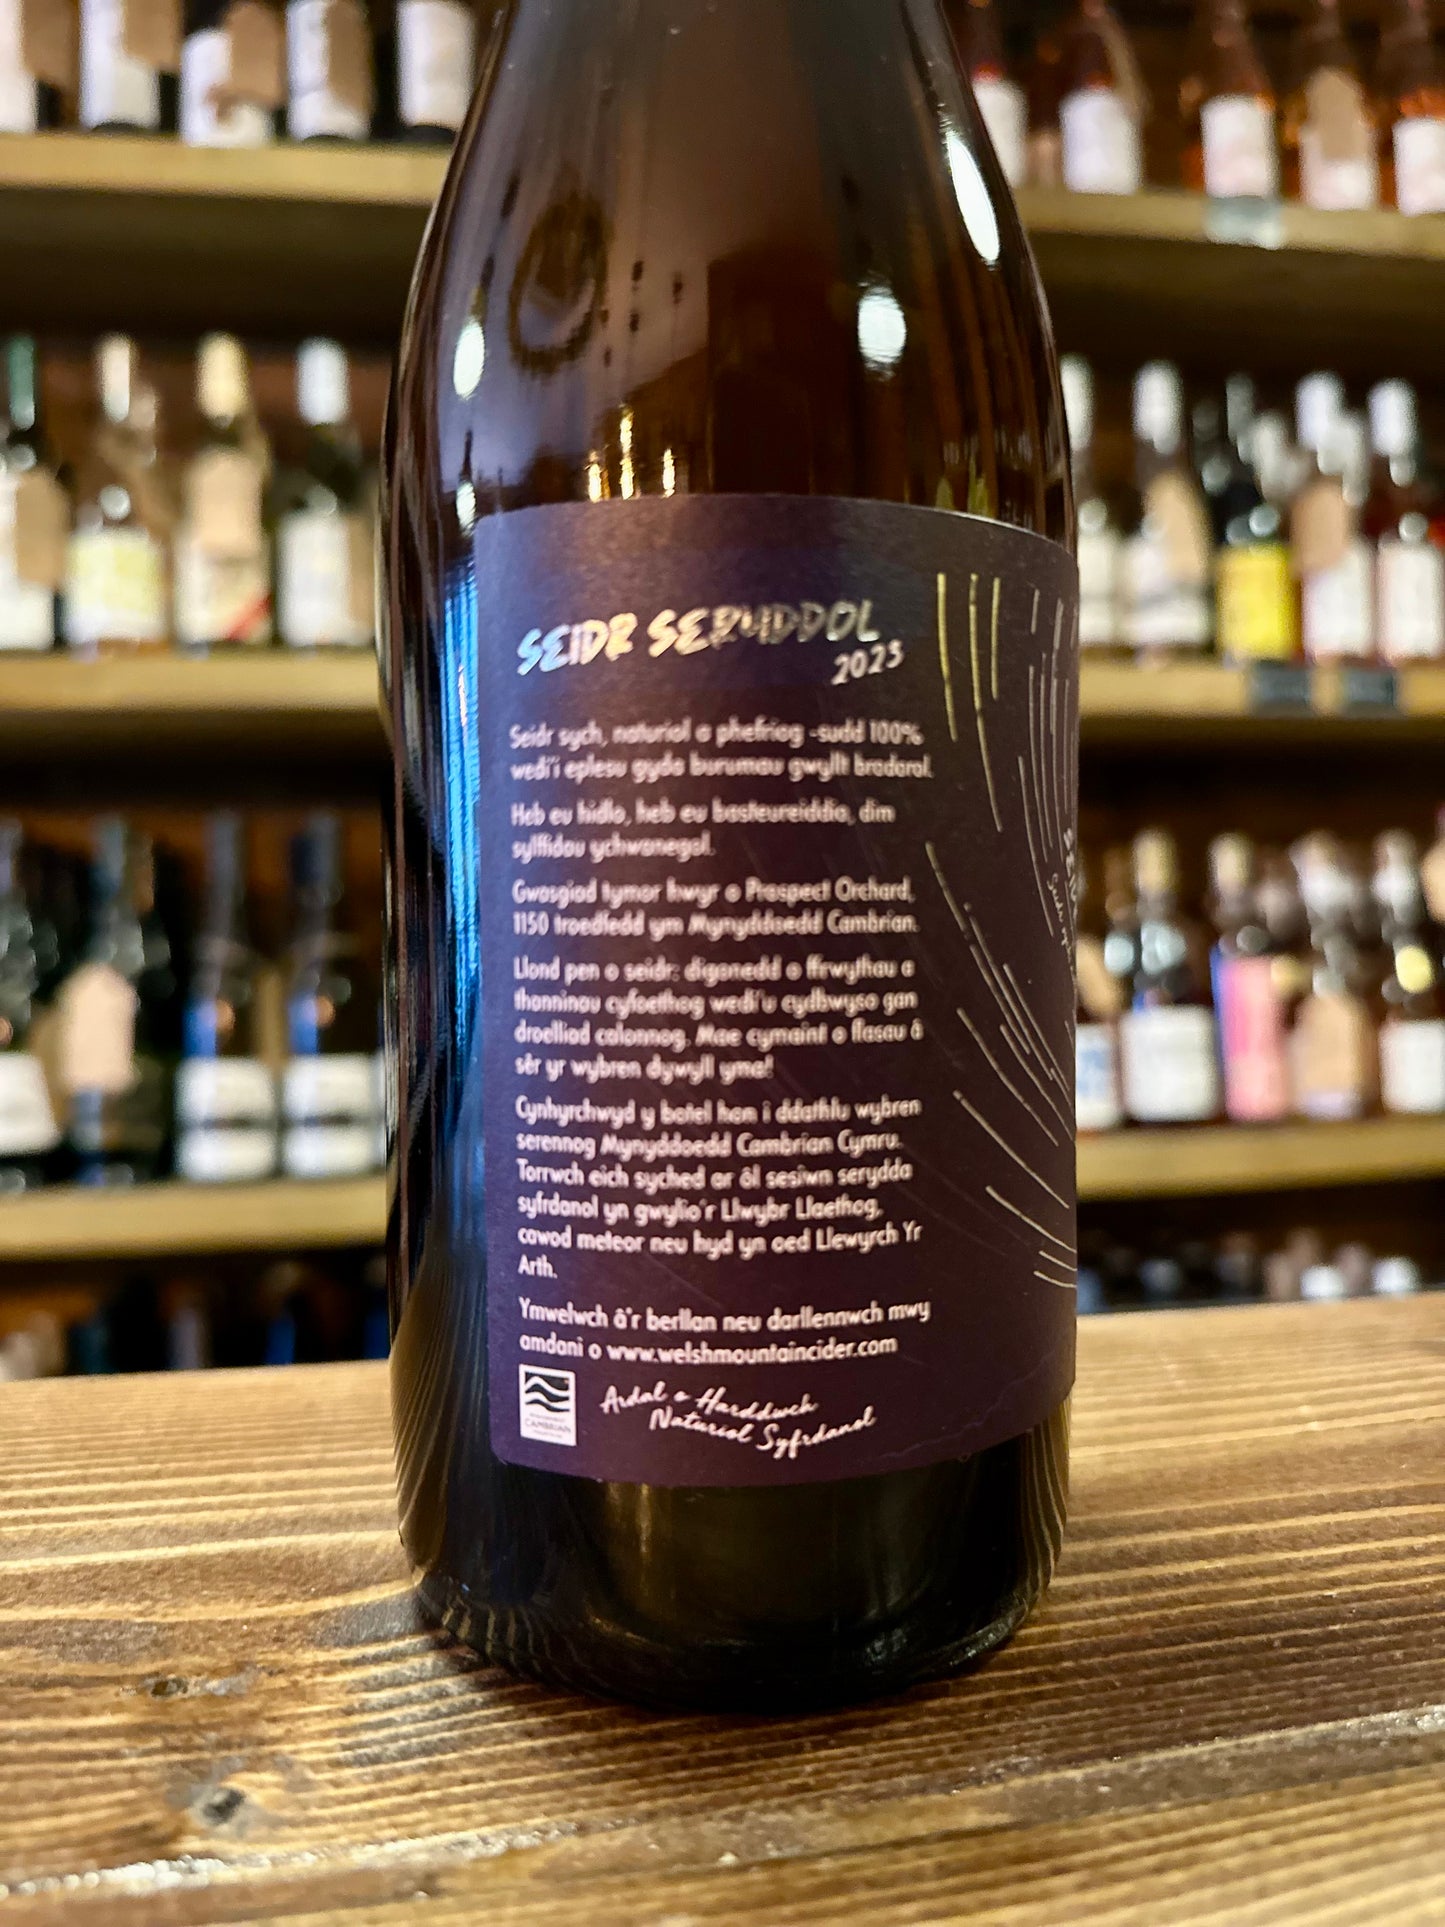 SEIDR SERYDDOL
2023
Seidr sych, naturiol a phefriog -sudd 100%
wedi'i eplesu gyda burumau gwyllt bradarol.
Heb eu hidlo, heb eu basteureiddio, dim
sylffidau ychwanegol.
Gwasgiad tymor hwyr o Prospect Orchard,
1150 troedfedd ym Mynyddoedd Cambrian.
Llond pen o seidr: digonedd o ffrwythau a
thanninau cyfoethog wedi'u cydbwyso gan
droelliad calonnog. Mae cymaint o flasau â
sêr yr wybren dywyll yma!
Cynhyrchwyd y botel hon i ddathlu wybren
serennog Mynyddoedd Cambrian Cymru.
Torrwch eich syched ar ôl sesiwn serydda
syfrdanol yn gwylio'r Llwybr Llaethog,
cawod meteor neu hyd yn oed Llewyrch Yr
Arth.
Ymwelwch â'r berllan neu darllennwch mwy
amdani o www.welshmountaincider.com
CAMBRIAN
Ardal o Harddwch
Naturiol Syfrdanol